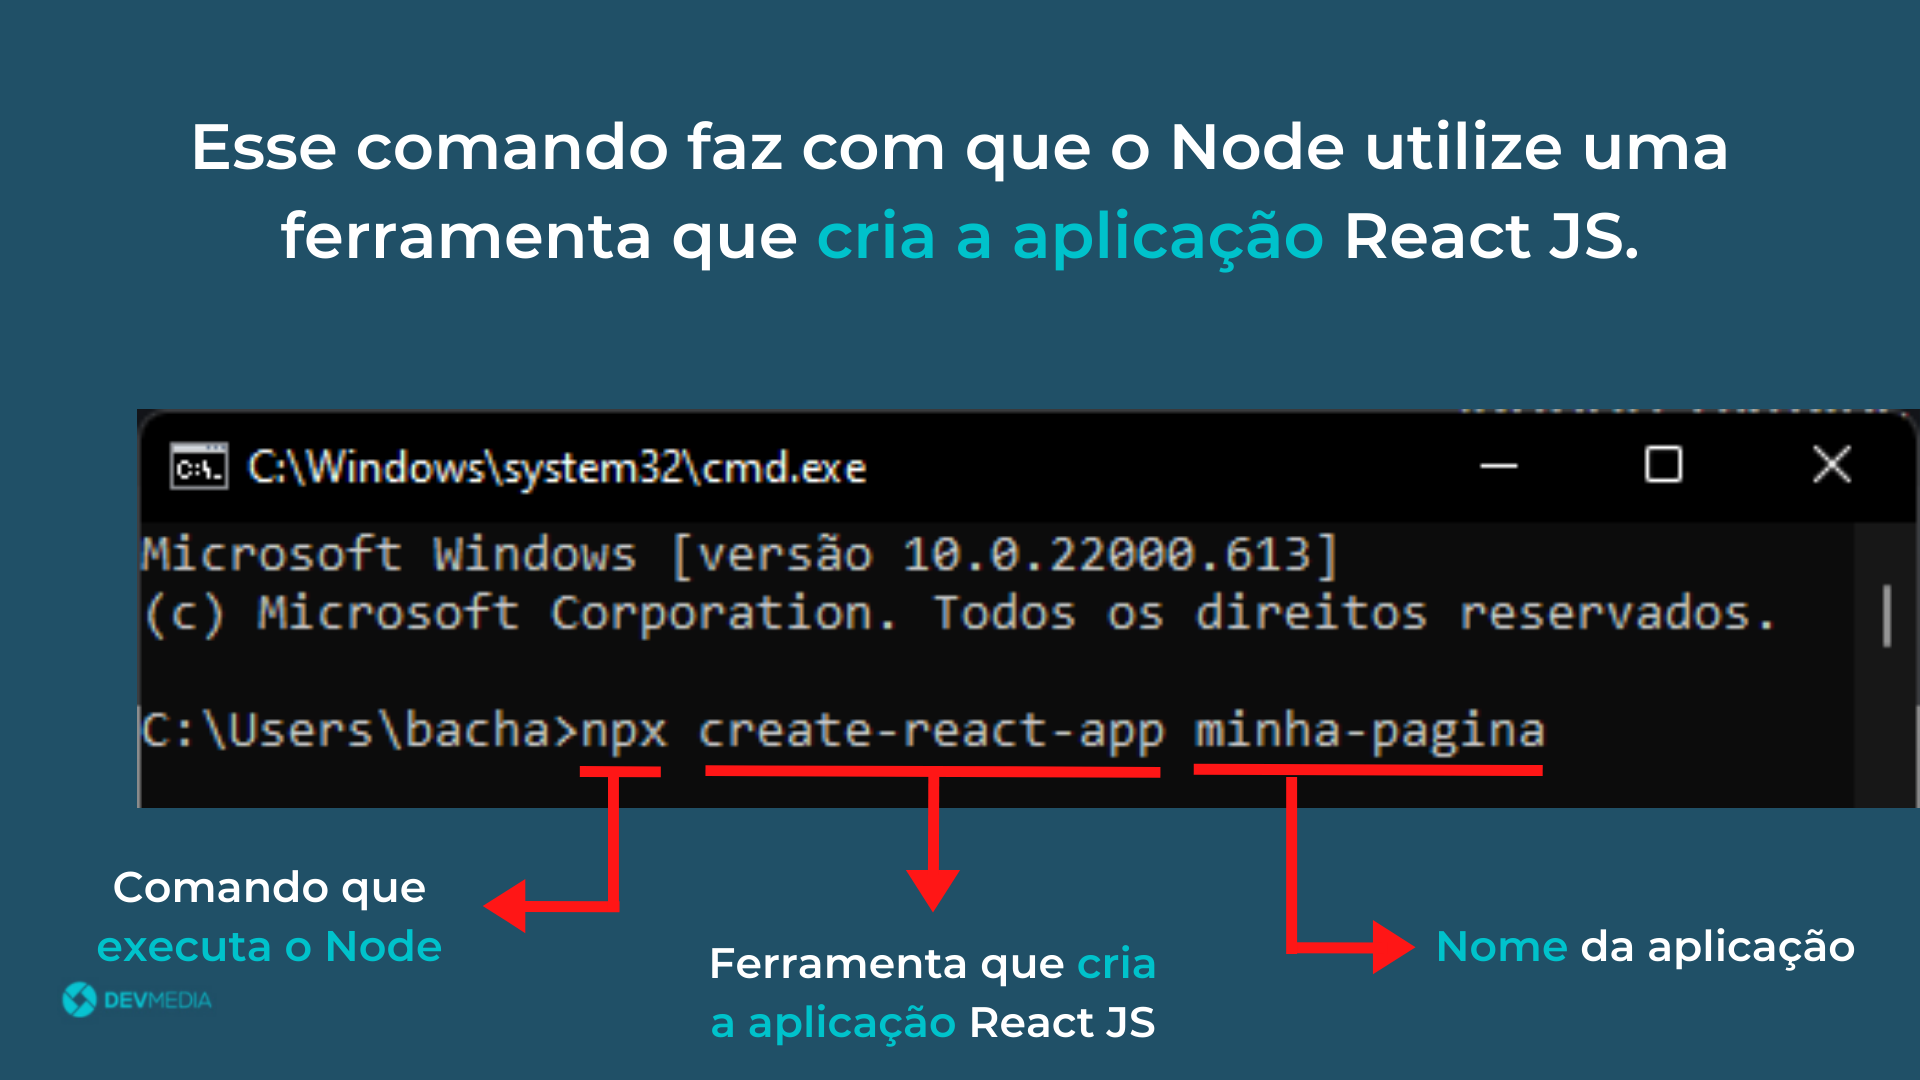 Esse comando faz com que o Node utilize uma
ferramenta que cria a aplicação React JS.
C:\Windows\system32\cmd.exe
Microsoft Windows [versão 10.0.22000.613]
(c) Microsoft Corporation. Todos os direitos reservados.
C:\Users\bacha>npx create-react-app minha-pagina
Comando que
executa o Node
Ferramenta que cria
a aplicação React JS
Nome da aplicação
DEVMEDIA